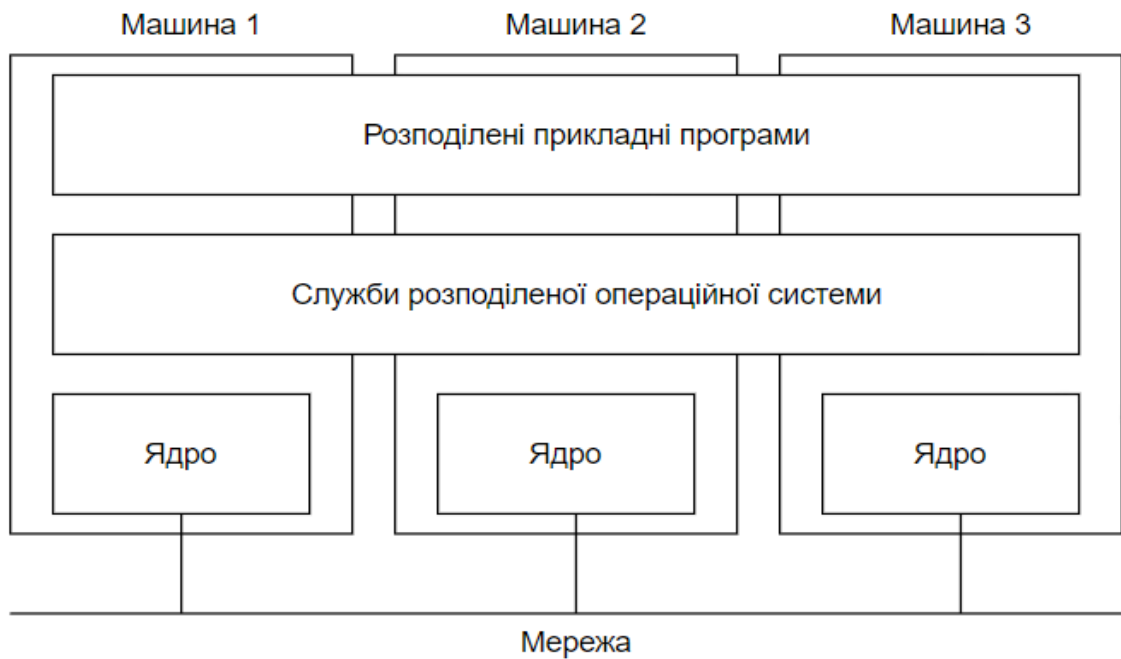 Машина 1
Машина 2
Машина 3
Розподілені прикладні програми
Служби розподіленої операційної системи
Ядро
Ядро
Ядро
Мережа